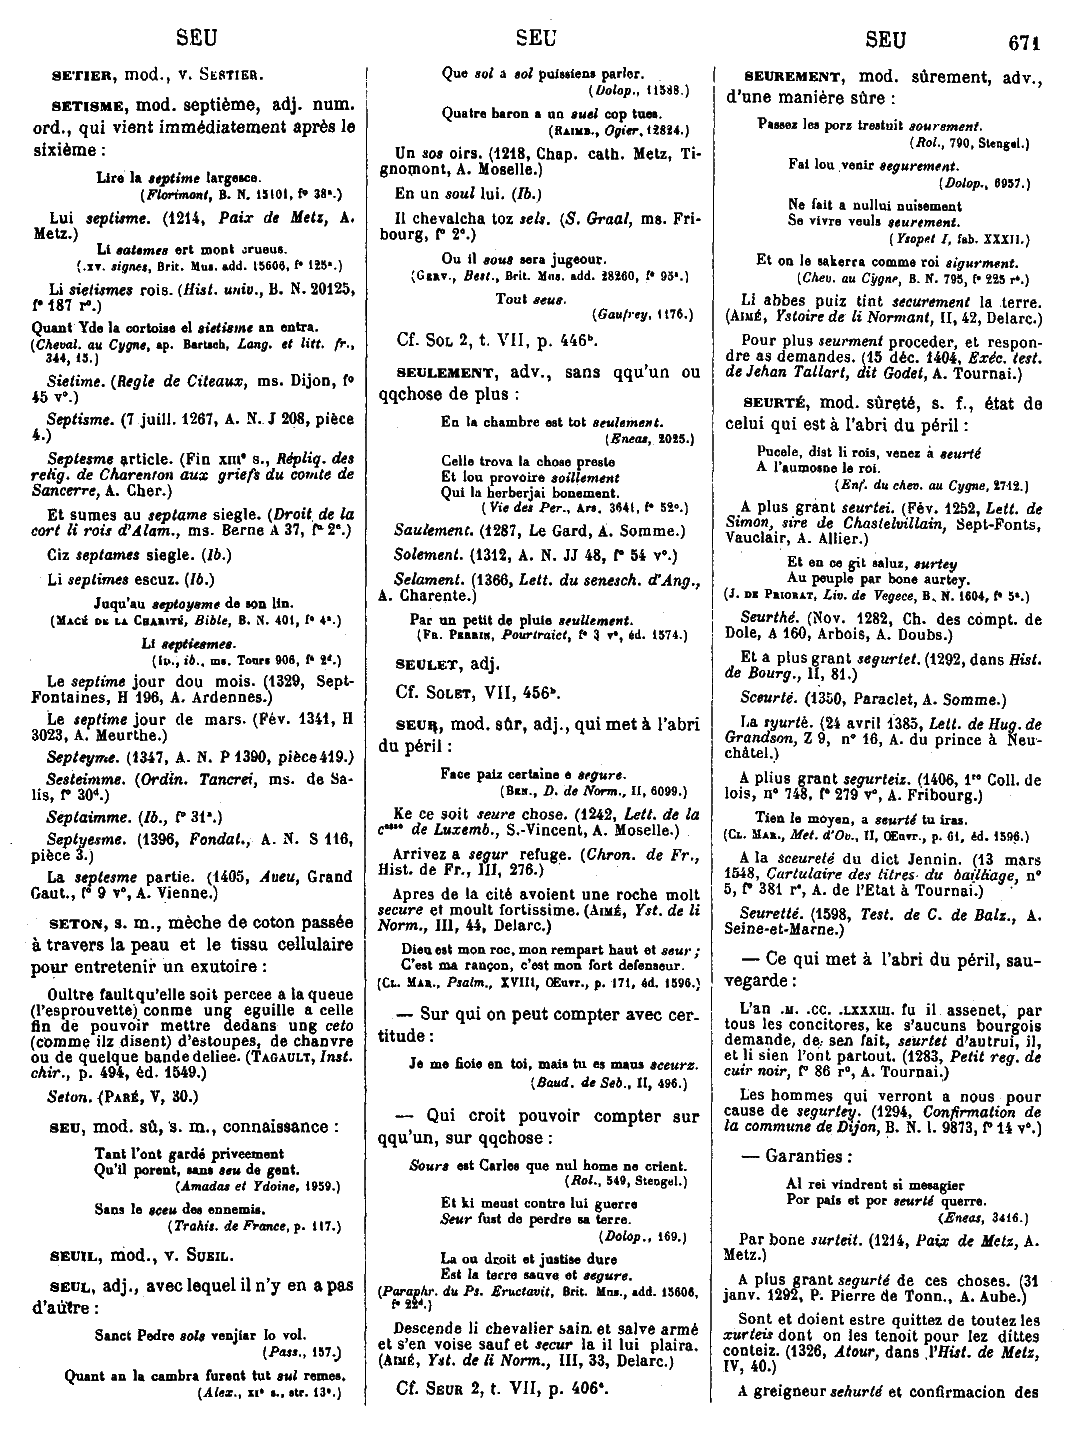 SEU
SEU
SEU 671
SETIER, mod., v. SESTIER.
SETISME, mod. septième, adj. num.
ord., qui vient immédiatement après le
sixième :
Lire la septime largesce.
(Florimont, B. N. 15101, f° 38ª.)
Lui septisme. (1214, Paix de Metz, A.
Metz.)
Li satemes ert mont crueus.
(.xv. signes, Brit. Mus. add. 15606, f° 125ª.)
Li sietismes rois. (Hist. univ., B. N. 20125,
f° 187 r°.)
Quant Yde la cortoise el sietisme an entra.
(Cheval. au Cygne, ap. Bartsch, Lang. et litt. fr.,
344, 15.)
Sietime. (Regle de Citeaux, ms. Dijon, f°
45 v°.)
Septisme. (7 juill. 1267, A. N. J 208, pièce
4.)
Septesme article. (Fin XIIIᵉ s., Répliq. des
relig. de Charenton aux griefs du comte de
Sancerre, A. Cher.)
Et sumes au septame siegle. (Droit de la
cort li rois d'Alam., ms. Berne A 37, f° 2ª.)
Ciz septames siegle. (Ib.)
Li septimes escuz. (Ib.)
Juqu'au septoysme de son lin.
(MACÉ DE LA CHARITÉ, Bible, B. N. 401, f° 4ª.)
Li septiesmes.
(ID., ib., ms. Tours 906, f° 2ᵈ.)
Le septime jour dou mois. (1329, Sept-
Fontaines, H 196, A. Ardennes.)
Le septime jour de mars. (Fév. 1341, H
3023, A. Meurthe.)
Septeyme. (1347, A. N. P 1390, pièce 419.)
Sesteimme. (Ordin. Tancrei, ms. de Sa-
lis, f° 30ᵈ.)
Septaimme. (Ib., f° 31ª.)
Septyesme. (1396, Fondat., A. N. S 116,
pièce 3.)
La septesme partie. (1405, Aveu, Grand
Gaut., f° 9 v°, A. Vienne.)
SETON, s. m., mèche de coton passée
à travers la peau et le tissu cellulaire
pour entretenir un exutoire :
Oultre fault qu'elle soit percee a la queue
(l'esprouvette) conme ung eguille a celle
fin de pouvoir mettre dedans ung ceto
(comme ilz disent) d'estoupes, de chanvre
ou de quelque bande deliee. (TAGAULT, Inst.
chir., p. 494, éd. 1549.)
Seton. (PARÉ, V, 30.)
SEU, mod. sû, s. m., connaissance :
Tant l'ont gardé priveement
Qu'il porent, sans seu de gent.
(Amadas et Ydoine, 1959.)
Sans le sceu des ennemis.
(Trahis. de France, p. 117.)
SEUIL, mod., v. SUEIL.
SEUL, adj., avec lequel il n'y en a pas
d'autre :
Sanct Pedre sols venjiar lo vol.
(Pass., 157.)
Quant an la cambra furent tut sul remes.
(Alex., XIᵉ s., str. 13ª.)
Que sol a sol puissiens parler.
(Dolop., 11588.)
Quatre baron a un suel cop tues.
(RAIMB., Ogier, 12824.)
Un sos oirs. (1218, Chap. cath. Metz, Ti-
gnomont, A. Moselle.)
En un soul lui. (Ib.)
Il chevalcha toz sels. (S. Graal, ms. Fri-
bourg, f° 2ª.)
Ou il sous sera jugeour.
(GERV., Best., Brit. Mus. add. 28260, f° 95ª.)
Tout seus.
(Gaufrey, 1176.)
Cf. SOL 2, t. VII, p. 446ᵇ.
SEULEMENT, adv., sans qqu'un ou
qqchose de plus :
En la chambre est tot seulement.
(Eneas, 2025.)
Celle trova la chose preste
Et lou provoire soillement
Qui la herberjai bonement.
(Vie des Per., Ars. 3641, f° 52ª.)
Saulement. (1287, Le Gard, A. Somme.)
Solement. (1312, A. N. JJ 48, f° 54 v°.)
Selament. (1366, Lett. du senesch. d'Ang.,
A. Charente.)
Par un petit de pluie seullement.
(FR. PERRIN, Pourtraict, f° 3 v°, éd. 1574.)
SEULET, adj.
Cf. SOLET, VII, 456ᵇ.
SEUR, mod. sûr, adj., qui met à l'abri
du péril :
Face paiz certaine e segure.
(BEN., D. de Norm., II, 6099.)
Ke ce soit seure chose. (1242, Lett. de la
cᵗᵉˢˢᵉ de Luxemb., S.-Vincent, A. Moselle.)
Arrivez a segur refuge. (Chron. de Fr.,
Hist. de Fr., III, 276.)
Apres de la cité avoient une roche molt
secure et moult fortissime. (AIMÉ, Yst. de li
Norm., III, 44, Delarc.)
Dieu est mon roc, mon rempart haut et seur ;
C'est ma rançon, c'est mon fort defenseur.
(CL. MAR., Psalm., XVIII, Œuvr., p. 171, éd. 1596.)
— Sur qui on peut compter avec cer-
titude :
Je me fioie en toi, mais tu es maus sceurz.
(Baud. de Seb., II, 496.)
— Qui croit pouvoir compter sur
qqu'un, sur qqchose :
Sours est Carles que nul home ne crient.
(Rol., 549, Stengel.)
Et ki meust contre lui guerre
Seur fust de perdre sa terre.
(Dolop., 169.)
La ou droit et justise dure
Est la terre sauve et segure.
(Paraphr. du Ps. Eructavit, Brit. Mus., add. 15606,
f° 22ᵈ.)
Descende li chevalier sain et salve armé
et s'en voise sauf et secur la il lui plaira.
(AIMÉ, Yst. de li Norm., III, 33, Delarc.)
Cf. SEUR 2, t. VII, p. 406ª.
SEUREMENT, mod. sûrement, adv.,
d'une manière sûre :
Passez les porz trestuit sourement.
(Rol., 790, Stengel.)
Fai lou venir segurement.
(Dolop., 6957.)
Ne fait a nullui nuisement
Se vivre veuls seurement.
(Ysopet I, fab. XXXII.)
Et on le sakerra comme roi sigurment.
(Chev. au Cygne, B. N. 795, f° 225 rª.)
Li abbes puiz tint securement la terre.
(AIMÉ, Ystoire de li Normant, II, 42, Delarc.)
Pour plus seurment proceder, et respon-
dre as demandes. (15 déc. 1404, Exéc. test.
de Jehan Tallart, dit Godet, A. Tournai.)
SEURTÉ, mod. sûreté, s. f., état de
celui qui est à l'abri du péril :
Pucele, dist li rois, venez à seurté
A l'aumosne le roi.
(Enf. du chev. au Cygne, 2712.)
A plus grant seurtei. (Fév. 1252, Lett. de
Simon, sire de Chastelvillain, Sept-Fonts,
Vauclair, A. Allier.)
Et en ce git saluz, surtey
Au peuple par bone aurtey.
(J. DE PRIORAT, Liv. de Vegece, B. N. 1604, f° 5ª.)
Seurthé. (Nov. 1282, Ch. des compt. de
Dole, A 160, Arbois, A. Doubs.)
Et a plus grant segurtet. (1292, dans Hist.
de Bourg., II, 81.)
Sceurté. (1350, Paraclet, A. Somme.)
La syurté. (24 avril 1385, Lett. de Hug. de
Grandson, Z 9, n° 16, A. du prince à Neu-
châtel.)
A plius grant segurteiz. (1406, 1ʳᵉ Coll. de
lois, n° 748, f° 279 v°, A. Fribourg.)
Tien le moyen, a seurté tu iras.
(CL. MAR., Met. d'Ov., II, Œuvr., p. 61, éd. 1596.)
A la sceureté du dict Jennin. (13 mars
1548, Cartulaire des titres du bailliage, n°
5, f° 381 r°, A. de l'Etat à Tournai.)
Seuretté. (1598, Test. de C. de Balz., A.
Seine-et-Marne.)
— Ce qui met à l'abri du péril, sau-
vegarde :
L'an .M. .CC. .LXXXIII. fu il assenet, par
tous les concitores, ke s'aucuns bourgois
demande, de sen fait, seurtet d'autrui, il,
et li sien l'ont partout. (1283, Petit reg. de
cuir noir, f° 86 r°, A. Tournai.)
Les hommes qui verront a nous pour
cause de segurtey. (1294, Confirmation de
la commune de Dijon, B. N. l. 9873, f° 14 v°.)
— Garanties :
Al rei vindrent si mesagier
Por pais et por seurté querre.
(Eneas, 3416.)
Par bone surteit. (1214, Paix de Metz, A.
Metz.)
A plus grant segurté de ces choses. (31
janv. 1292, P. Pierre de Tonn., A. Aube.)
Sont et doient estre quittez de toutez les
xurteis dont on les tenoit pour lez dittes
conteiz. (1326, Atour, dans l'Hist. de Metz,
IV, 40.)
A greigneur sehurté et confirmacion des